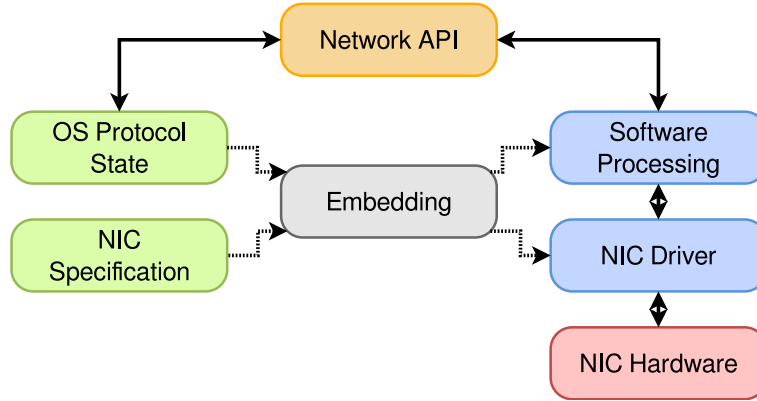 Network API
OS Protocol
State
Software
Processing
Embedding
NIC
Specification
NIC Driver
NIC Hardware